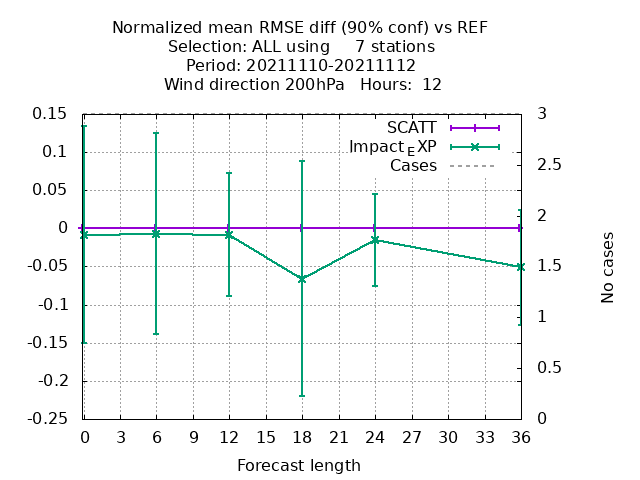 Normalized mean RMSE diff (90% conf) vs REF
Selection: ALL using     7 stations
Period: 20211110-20211112
Wind direction 200hPa   Hours:  12
SCATT
Impact_EXP
Cases
0.15
0.1
0.05
0
-0.05
-0.1
-0.15
-0.2
-0.25
3
2.5
2
1.5
1
0.5
0
No cases
0 3 6 9 12 15 18 21 24 27 30 33 36
Forecast length